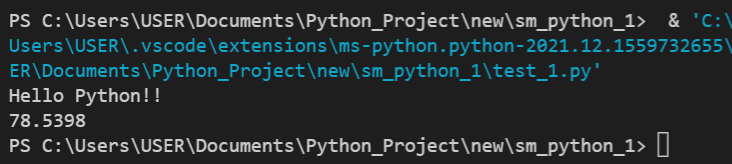 PS C:\Users\USER\Documents\Python_Project\new\sm_python_1>  & 'C:\
Users\USER\.vscode\extensions\ms-python.python-2021.12.1559732655\
ER\Documents\Python_Project\new\sm_python_1\test_1.py'
Hello Python!!
78.5398
PS C:\Users\USER\Documents\Python_Project\new\sm_python_1>